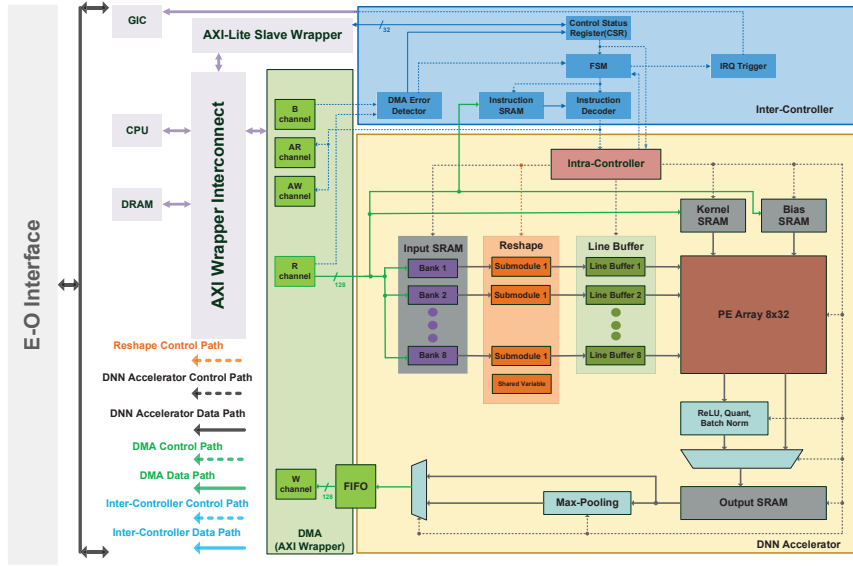 E-O Interface
GIC
CPU
DRAM
AXI-Lite Slave Wrapper
AXI Wrapper Interconnect
32
Control Status
Register(CSR)
FSM
IRQ Trigger
DMA Error
Detector
Instruction
SRAM
Instruction
Decoder
Inter-Controller
B
channel
AR
channel
AW
channel
R
channel
128
Intra-Controller
Kernel
SRAM
Bias
SRAM
Input SRAM
Bank 1
Bank 2
Bank 8
Reshape
Submodule 1
Submodule 1
Submodule 1
Shared Variable
Line Buffer
Line Buffer 1
Line Buffer 2
Line Buffer 8
PE Array 8x32
ReLU, Quant,
Batch Norm
Output SRAM
Max-Pooling
FIFO
W
channel
128
DMA
(AXI Wrapper)
DNN Accelerator
Reshape Control Path
DNN Accelerator Control Path
DNN Accelerator Data Path
DMA Control Path
DMA Data Path
Inter-Controller Control Path
Inter-Controller Data Path